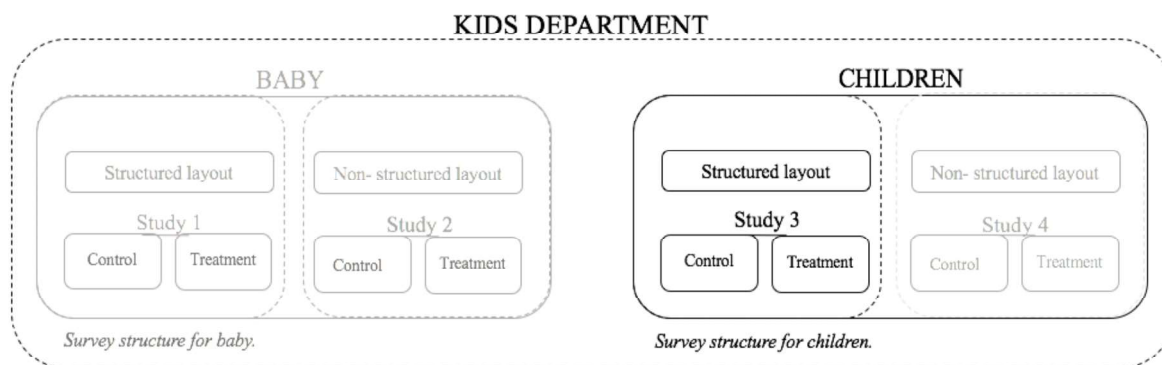 KIDS DEPARTMENT
BABY
Structured layout
Non- structured layout
Study 1
Study 2
Control
Treatment
Control
Treatment
Survey structure for baby.
CHILDREN
Structured layout
Non- structured layout
Study 3
Study 4
Control
Treatment
Control
Treatment
Survey structure for children.